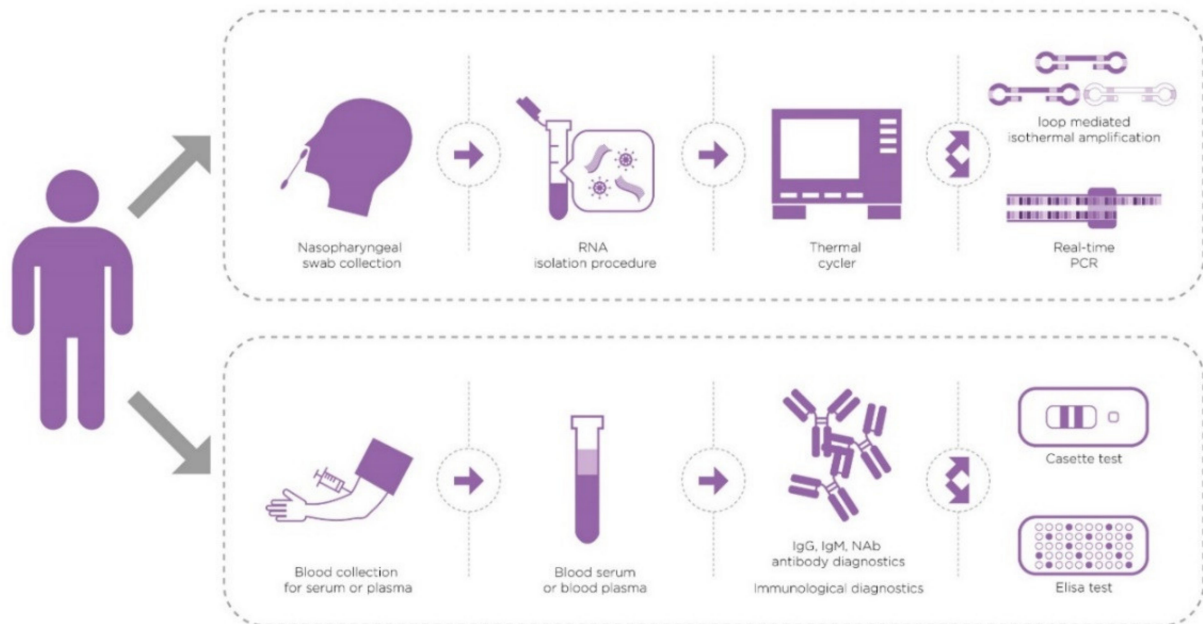 loop mediated
isothermal amplification
Nasopharyngeal
swab collection
RNA
isolation procedure
Thermal
cycler
Real-time
PCR
Casette test
IgG, IgM, NAb
antibody diagnostics
Blood collection
for serum or plasma
Blood serum
or blood plasma
Immunological diagnostics
Elisa test